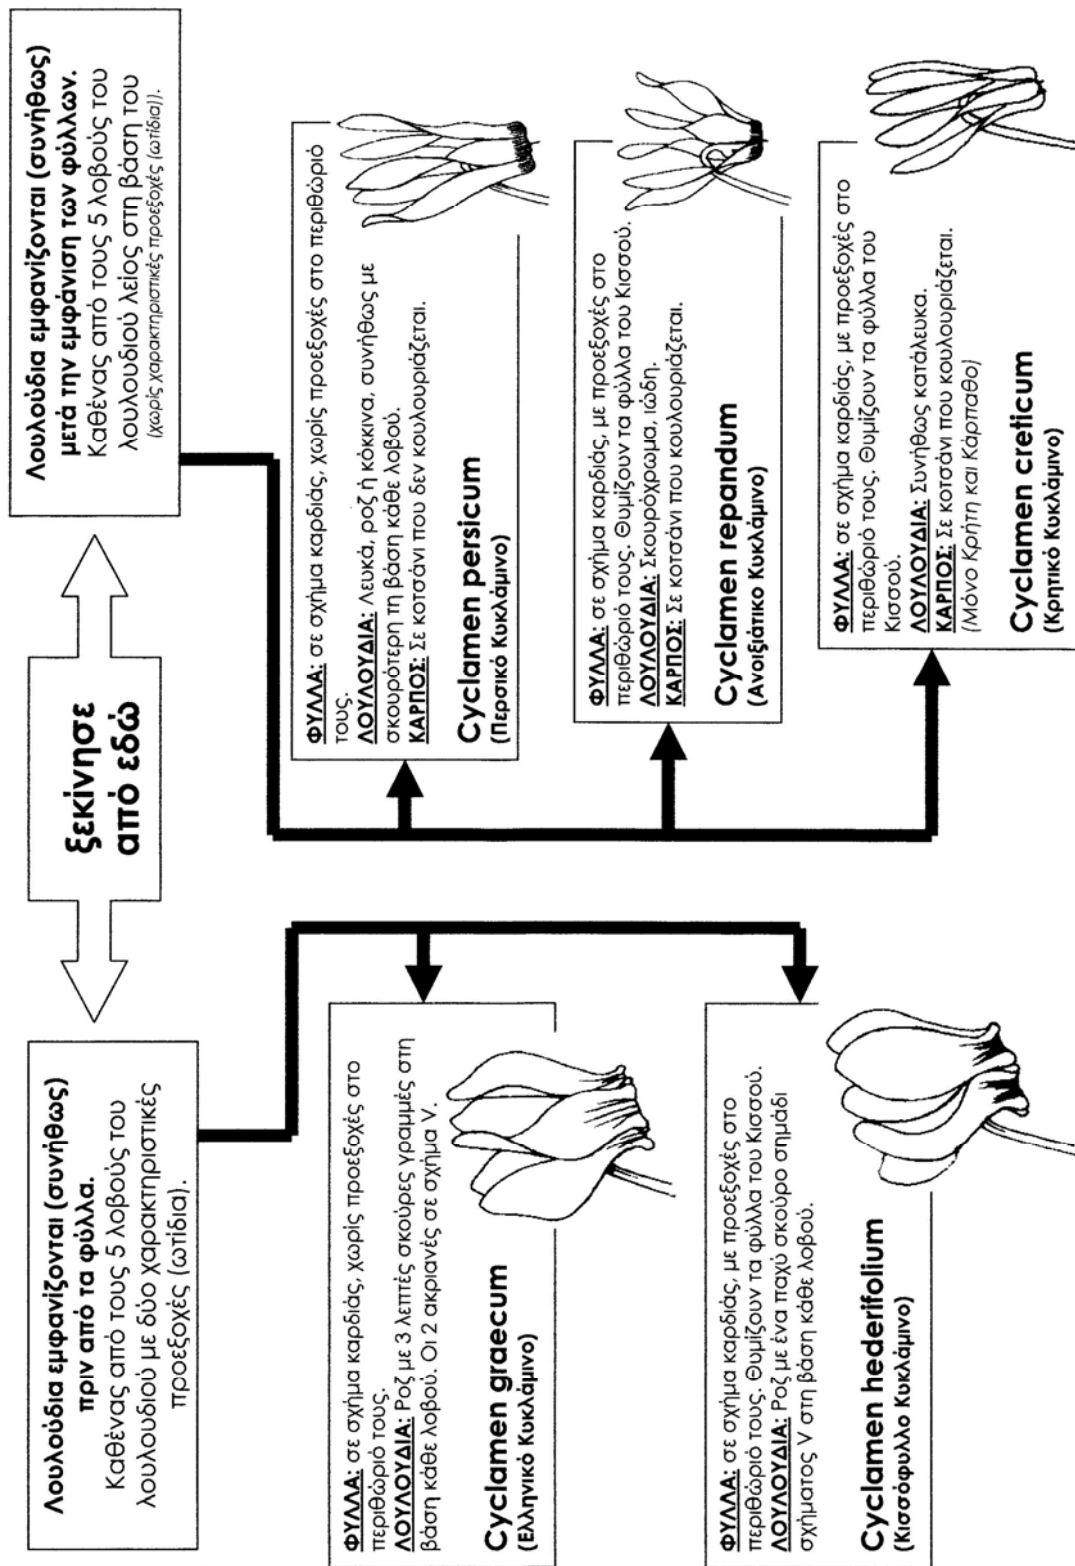 ξεκίνησε
από εδώ
Λουλούδια εμφανίζονται (συνήθως)
πριν από τα φύλλα.
Καθένας από τους 5 λοβούς του
λουλουδιού με δύο χαρακτηριστικές
προεξοχές (ωτίδια).
ΦΥΛΛΑ: σε σχήμα καρδιάς, χωρίς προεξοχές στο
περιθώριό τους.
ΛΟΥΛΟΥΔΙΑ: Ροζ με 3 λεπτές σκούρες γραμμές στη
βάση κάθε λοβού. Οι 2 ακριανές σε σχήμα V.
Cyclamen graecum
(Ελληνικό Κυκλάμινο)
ΦΥΛΛΑ: σε σχήμα καρδιάς, με προεξοχές στο
περιθώριό τους. Θυμίζουν τα φύλλα του Κισσού.
ΛΟΥΛΟΥΔΙΑ: Ροζ με ένα παχύ σκούρο σημάδι
σχήματος V στη βάση κάθε λοβού.
Cyclamen hederifolium
(Κισσόφυλλο Κυκλάμινο)
Λουλούδια εμφανίζονται (συνήθως)
μετά την εμφάνιση των φύλλων.
Καθένας από τους 5 λοβούς του
λουλουδιού λείος στη βάση του
(χωρίς χαρακτηριστικές προεξοχές (ωτίδια)).
ΦΥΛΛΑ: σε σχήμα καρδιάς, χωρίς προεξοχές στο περιθώριό
τους.
ΛΟΥΛΟΥΔΙΑ: Λευκά, ροζ ή κόκκινα, συνήθως με
σκουρότερη τη βάση κάθε λοβού.
ΚΑΡΠΟΣ: Σε κοτσάνι που δεν κουλουριάζεται.
Cyclamen persicum
(Περσικό Κυκλάμινο)
ΦΥΛΛΑ: σε σχήμα καρδιάς, με προεξοχές στο
περιθώριό τους. Θυμίζουν τα φύλλα του Κισσού.
ΛΟΥΛΟΥΔΙΑ: Σκουρόχρωμα, ιώδη.
ΚΑΡΠΟΣ: Σε κοτσάνι που κουλουριάζεται.
Cyclamen repandum
(Ανοιξιάτικο Κυκλάμινο)
ΦΥΛΛΑ: σε σχήμα καρδιάς, με προεξοχές στο
περιθώριό τους. Θυμίζουν τα φύλλα του
Κισσού.
ΛΟΥΛΟΥΔΙΑ: Συνήθως κατάλευκα.
ΚΑΡΠΟΣ: Σε κοτσάνι που κουλουριάζεται.
(Μόνο Κρήτη και Κάρπαθο)
Cyclamen creticum
(Κρητικό Κυκλάμινο)